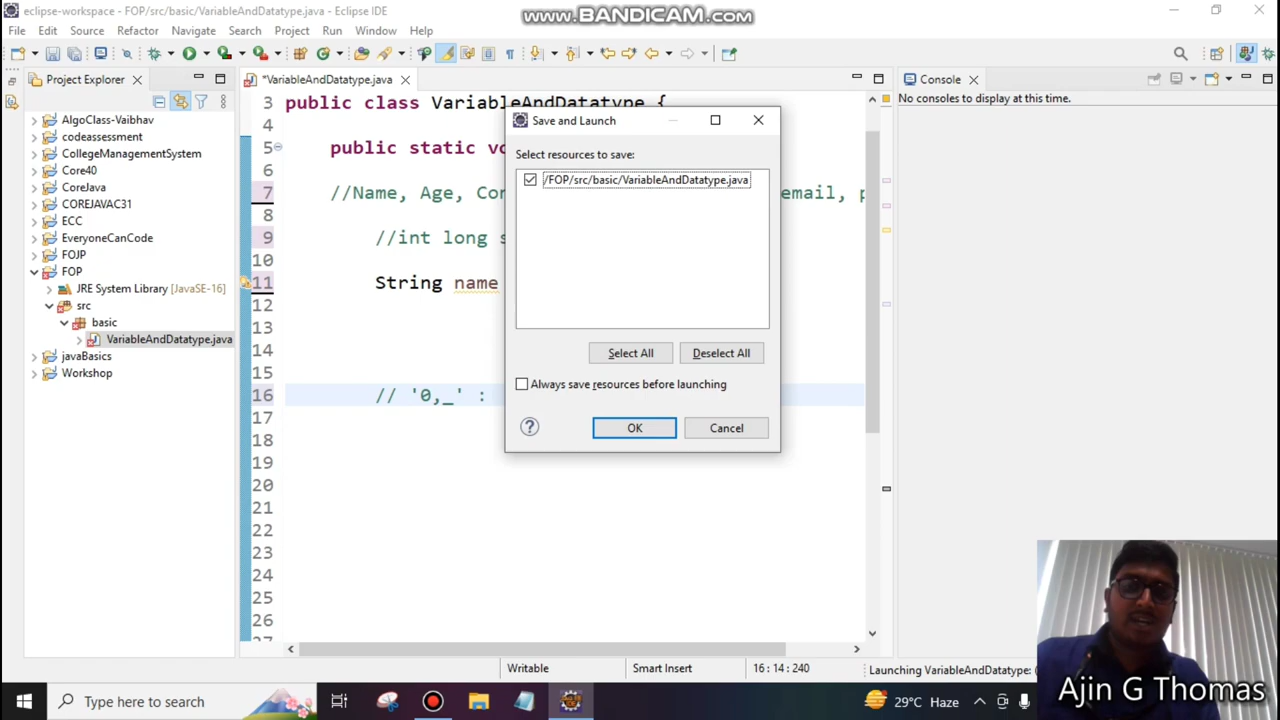 eclipse-workspace - FOP/src/basic/VariableAndDatatype.java - Eclipse IDE
www.BANDICAM.com
File Edit Source Refactor Navigate Search Project Run Window Help
Project Explorer
*VariableAndDatatype.java
Console
No consoles to display at this time.
AlgoClass-Vaibhav
codeassessment
CollegeManagementSystem
Core40
CoreJava
COREJAVAC31
ECC
EveryoneCanCode
FOJP
FOP
JRE System Library [JavaSE-16]
src
basic
VariableAndDatatype.java
javaBasics
Workshop
3 public class VariableAndDatatype {
4
5 public static vo
6
7 //Name, Age, Con email, p
8
9 //int long s
10
11 String name
12
13
14
15
16 // '0,_' :
17
18
19
20
21
22
23
24
25
26
27
Save and Launch
Select resources to save:
/FOP/src/basic/VariableAndDatatype.java
Select All Deselect All
Always save resources before launching
OK Cancel
Writable Smart Insert 16 : 14 : 240 Launching VariableAndDatatype: (
Type here to search
29°C Haze
Ajin G Thomas